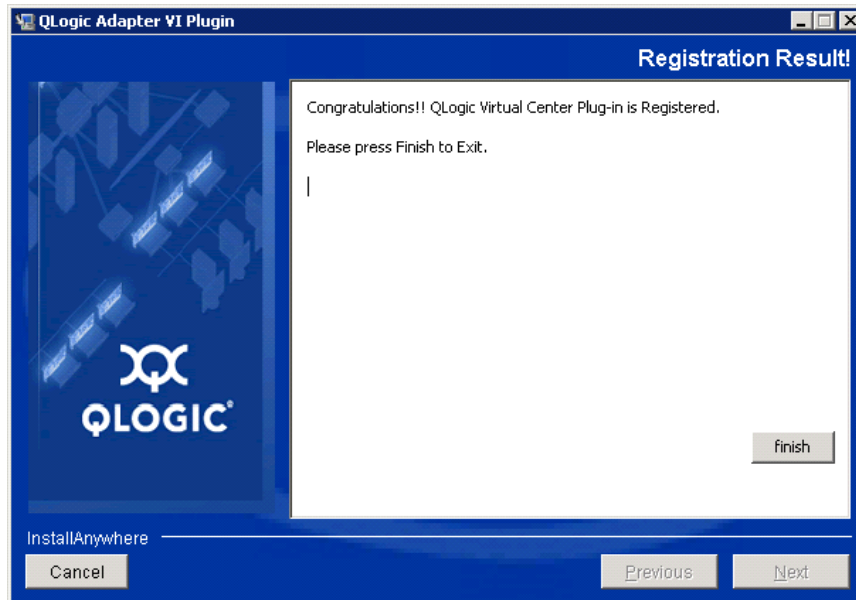 QLogic Adapter VI Plugin
Registration Result!
Congratulations!! QLogic Virtual Center Plug-in is Registered.
Please press Finish to Exit.
QLOGIC®
finish
InstallAnywhere
Cancel
Previous
Next